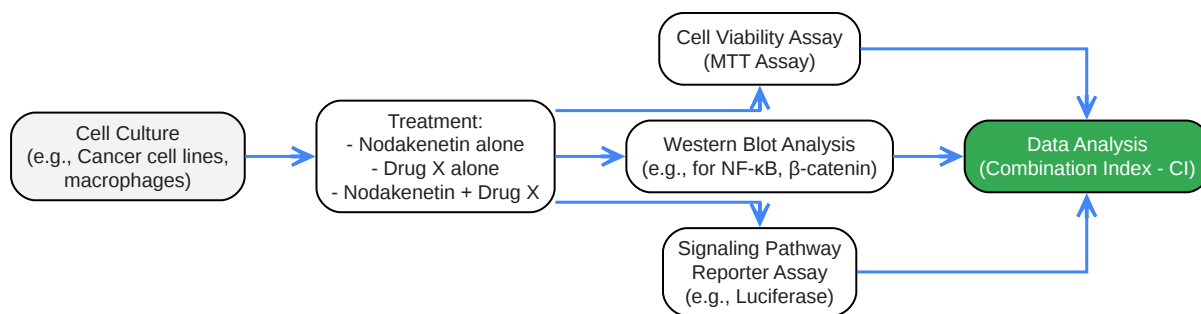 Cell Culture
(e.g., Cancer cell lines,
macrophages)
Treatment:
- Nodakenetin alone
- Drug X alone
- Nodakenetin + Drug X
Cell Viability Assay
(MTT Assay)
Western Blot Analysis
(e.g., for NF-κB, β-catenin)
Signaling Pathway
Reporter Assay
(e.g., Luciferase)
Data Analysis
(Combination Index - CI)